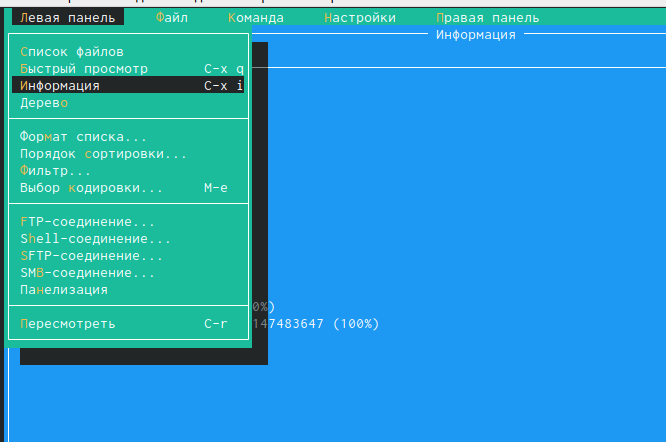 Левая панель Файл Команда Настройки Правая панель
Информация
Список файлов
Быстрый просмотр C-x q
Информация C-x i
Дерево
Формат списка...
Порядок сортировки...
Фильтр...
Выбор кодировки... M-e
FTP-соединение...
Shell-соединение...
SFTP-соединение...
SMB-соединение...
Панелизация
0%)
Пересмотреть C-r 147483647 (100%)